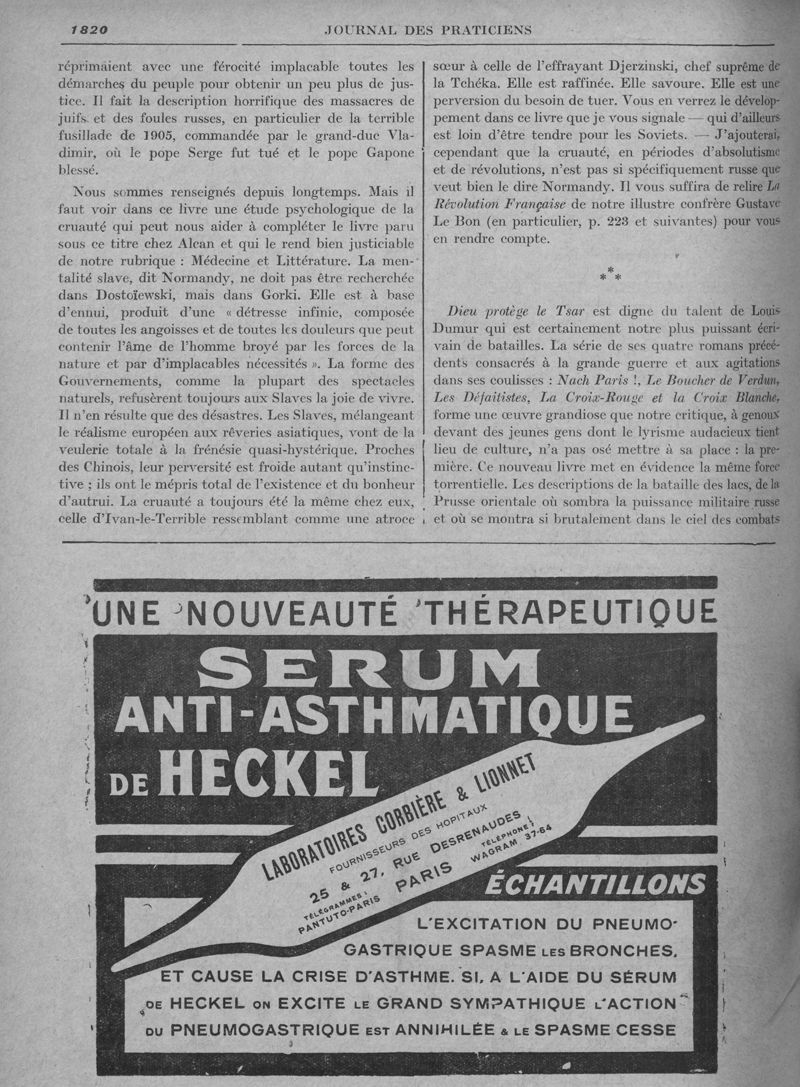 1820
JOURNAL DES PRATICIENS
réprimaient avec une férocité implacable toutes les
démarches du peuple pour obtenir un peu plus de jus-
tice. Il fait la description horrifique des massacres de
juifs et des foules russes, en particulier de la terrible
fusillade de 1905, commandée par le grand-duc Vla-
dimir, où le pope Serge fut tué et le pope Gapone
blessé.
Nous sommes renseignés depuis longtemps. Mais il
faut voir dans ce livre une étude psychologique de la
cruauté qui peut nous aider à compléter le livre paru
sous ce titre chez Alcan et qui le rend bien justiciable
de notre rubrique : Médecine et Littérature. La men-
talité slave, dit Normandy, ne doit pas être recherchée
dans Dostoïewski, mais dans Gorki. Elle est à base
d'ennui, produit d'une « détresse infinie, composée
de toutes les angoisses et de toutes les douleurs que peut
contenir l'âme de l'homme broyé par les forces de la
nature et par d'implacables nécessités ». La forme des
Gouvernements, comme la plupart des spectacles
naturels, refusèrent toujours aux Slaves la joie de vivre.
Il n'en résulte que des désastres. Les Slaves, mélangeant
le réalisme européen aux rêveries asiatiques, vont de la
veulerie totale à la frénésie quasi-hystérique. Proches
des Chinois, leur perversité est froide autant qu'instinc-
tive ; ils ont le mépris total de l'existence et du bonheur
d'autrui. La cruauté a toujours été la même chez eux,
celle d'Ivan-le-Terrible ressemblant comme une atroce
sœur à celle de l'effrayant Djerzinski, chef suprême de
la Tchéka. Elle est raffinée. Elle savoure. Elle est une
perversion du besoin de tuer. Vous en verrez le dévelop-
pement dans ce livre que je vous signale — qui d'ailleurs
est loin d'être tendre pour les Soviets. — J'ajouterai,
cependant que la cruauté, en périodes d'absolutisme
et de révolutions, n'est pas si spécifiquement russe que
veut bien le dire Normandy. Il vous suffira de relire La
Révolution Française de notre illustre confrère Gustave
Le Bon (en particulier, p. 223 et suivantes) pour vous
en rendre compte.
*
* *
Dieu protège le Tsar est digne du talent de Louis
Dumur qui est certainement notre plus puissant écri-
vain de batailles. La série de ses quatre romans précé-
dents consacrés à la grande guerre et aux agitations
dans ses coulisses : Nach Paris !, Le Boucher de Verdun,
Les Défaitistes, La Croix-Rouge et la Croix Blanche,
forme une œuvre grandiose que notre critique, à genoux
devant des jeunes gens dont le lyrisme audacieux tient
lieu de culture, n'a pas osé mettre à sa place : la pre-
mière. Ce nouveau livre met en évidence la même force
torrentielle. Les descriptions de la bataille des lacs, de la
Prusse orientale où sombra la puissance militaire russe
et où se montra si brutalement dans le ciel des combats
UNE NOUVEAUTÉ THÉRAPEUTIQUE
SERUM
ANTI-ASTHMATIQUE
DE HECKEL
LABORATOIRES CORBIÈRE & LIONNET
FOURNISSEURS DES HOPITAUX
25 & 27, RUE DESRENAUDES
TÉLÉGRAMMES:
PANTUTO-PARIS
PARIS
TÉLÉPHONE:
WAGRAM 37-64
ÉCHANTILLONS
L'EXCITATION DU PNEUMO-
GASTRIQUE SPASME LES BRONCHES,
ET CAUSE LA CRISE D'ASTHME. SI, A L'AIDE DU SÉRUM
DE HECKEL ON EXCITE LE GRAND SYMPATHIQUE L'ACTION
DU PNEUMOGASTRIQUE EST ANNIHILÉE & LE SPASME CESSE